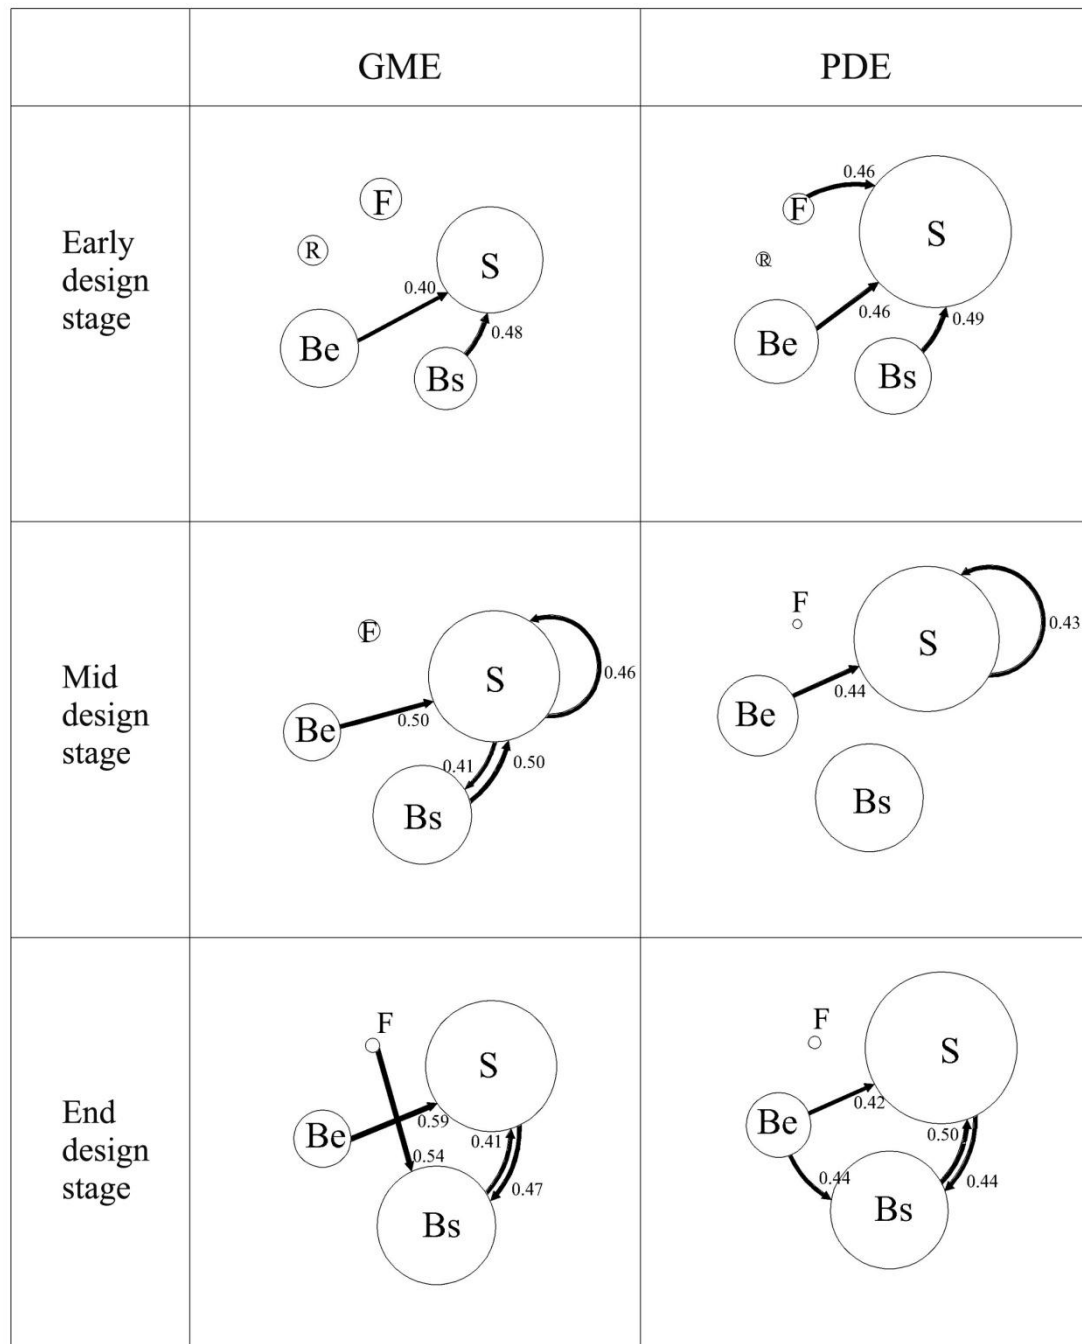 GME
PDE
Early
design
stage
F
R
S
Be
Bs
0.40
0.48
F
R
S
Be
Bs
0.46
0.46
0.49
Mid
design
stage
F
S
Be
Bs
0.46
0.50
0.41
0.50
F
S
Be
Bs
0.43
0.44
End
design
stage
F
S
Be
Bs
0.59
0.54
0.41
0.47
F
S
Be
Bs
0.42
0.50
0.44
0.44